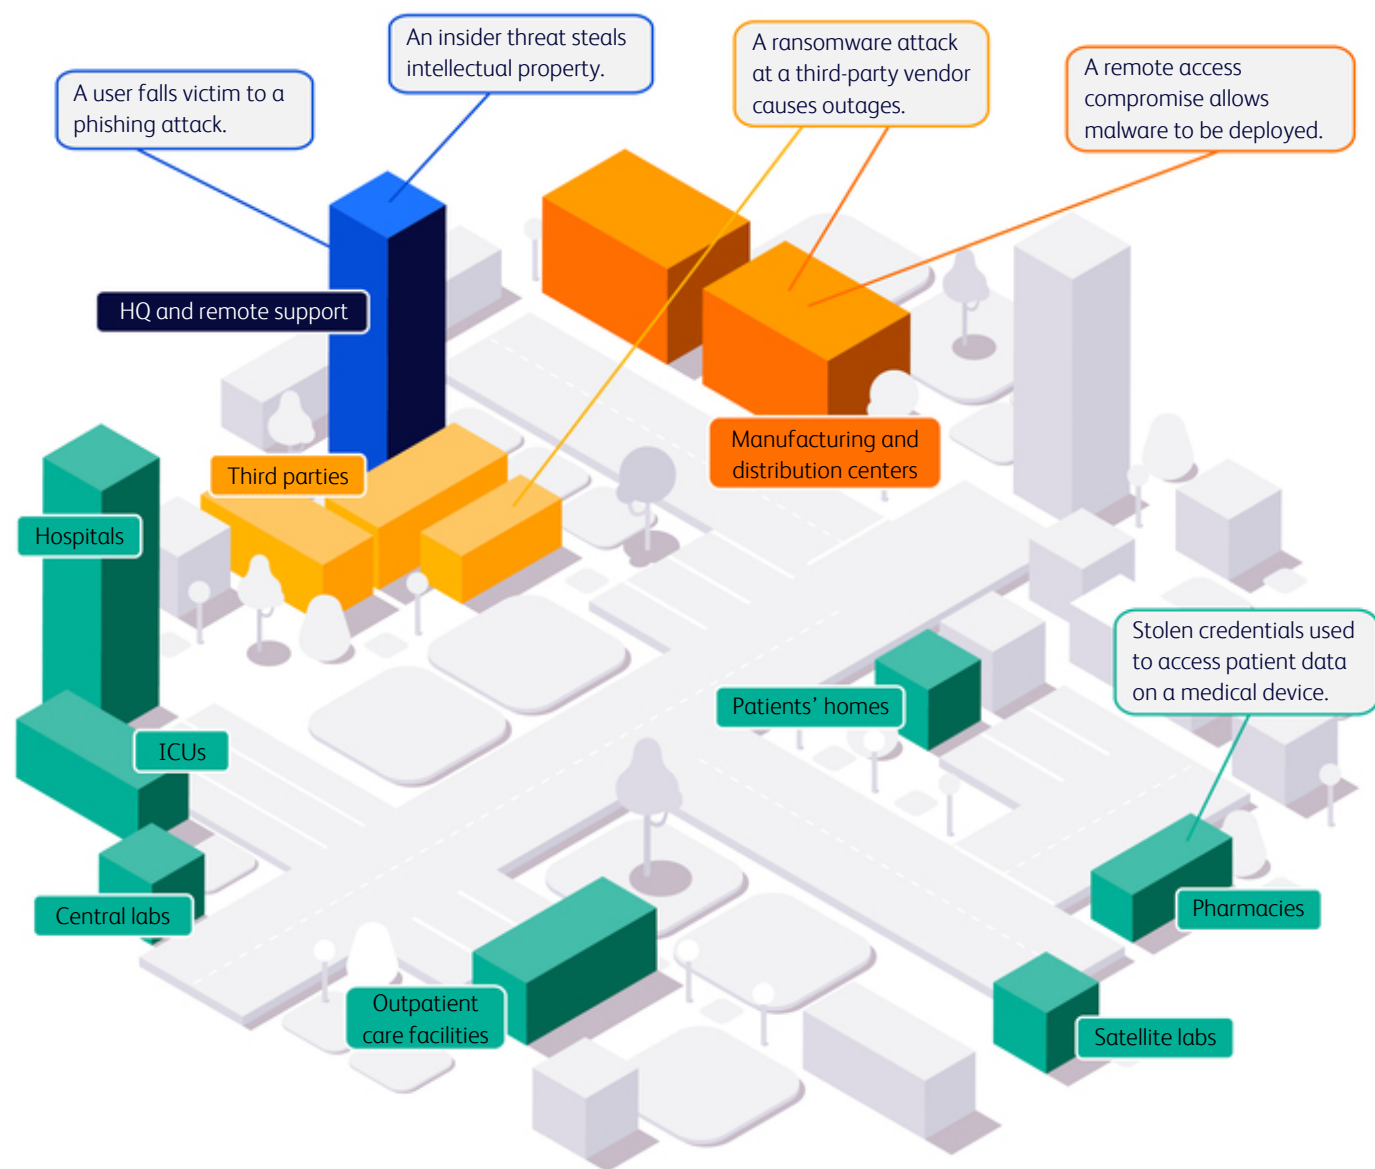 An insider threat steals
intellectual property.
A ransomware attack
at a third-party vendor
causes outages.
A remote access
compromise allows
malware to be deployed.
A user falls victim to a
phishing attack.
HQ and remote support
Manufacturing and
distribution centers
Third parties
Hospitals
Stolen credentials used
to access patient data
on a medical device.
Patients’ homes
ICUs
Central labs
Pharmacies
Outpatient
care facilities
Satellite labs